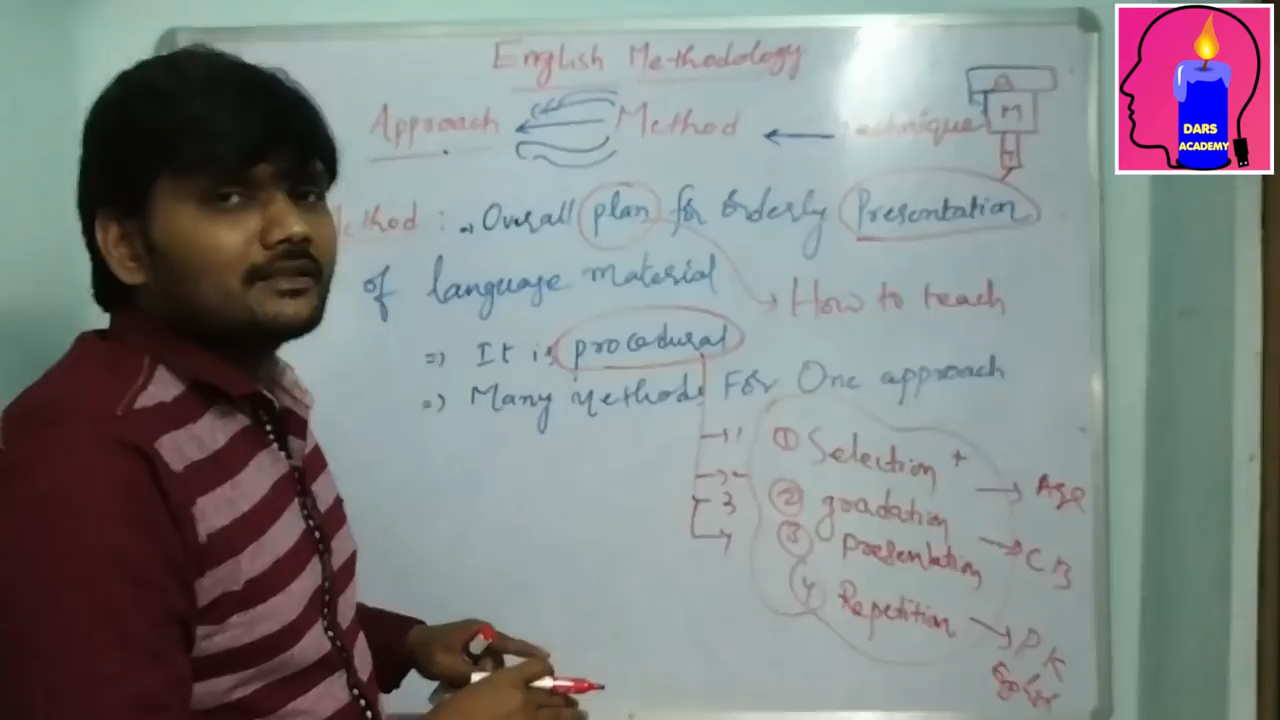 English Methodology
Approach ← Method ← Technique
M
T
DARS
ACADEMY
Method : Overall plan for orderly Presentation
of language material
→ How to teach
⇒ It is procedural
⇒ Many Methods For One approach
① Selection +
② gradation → Age
3
③ Presentation → C B
④ Repetition → P K